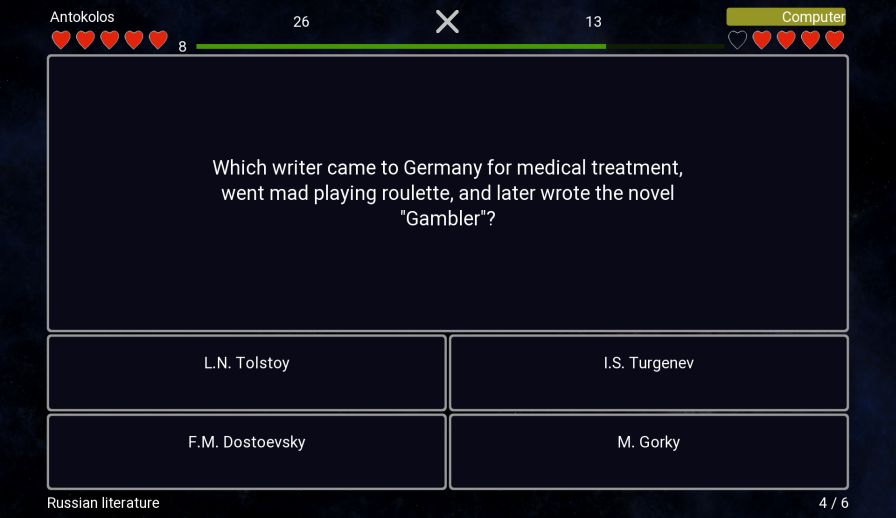 Antokolos
26
13
Computer
8
Which writer came to Germany for medical treatment,
went mad playing roulette, and later wrote the novel
"Gambler"?
L.N. Tolstoy
I.S. Turgenev
F.M. Dostoevsky
M. Gorky
Russian literature
4 / 6